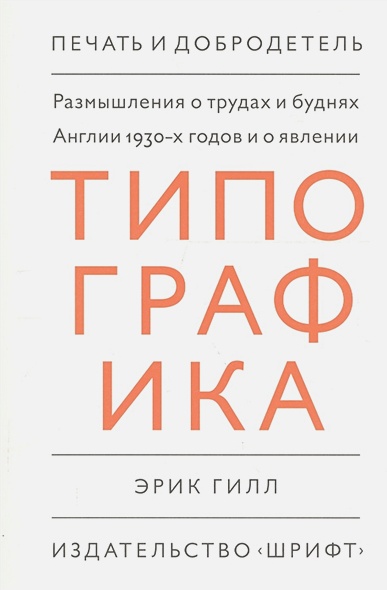 ПЕЧАТЬ И ДОБРОДЕТЕЛЬ
Размышления о трудах и буднях
Англии 1930-х годов и о явлении
ТИПО
ГРАФ
ИКА
ЭРИК ГИЛЛ
ИЗДАТЕЛЬСТВО ‹ШРИФТ›